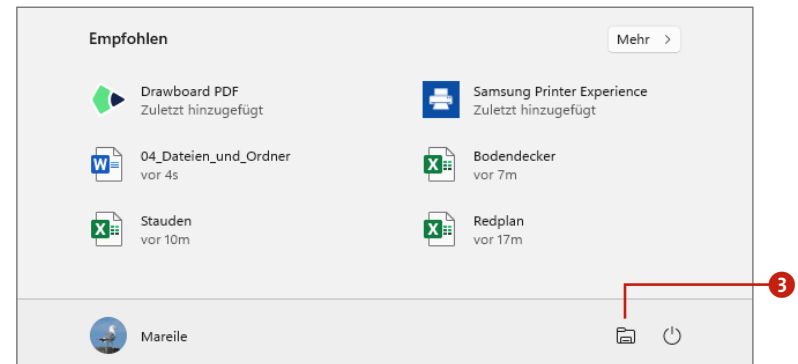 Empfohlen
Mehr >
Drawboard PDF
Zuletzt hinzugefügt
Samsung Printer Experience
Zuletzt hinzugefügt
04_Dateien_und_Ordner
vor 4s
Bodendecker
vor 7m
Stauden
vor 10m
Redplan
vor 17m
3
Mareile